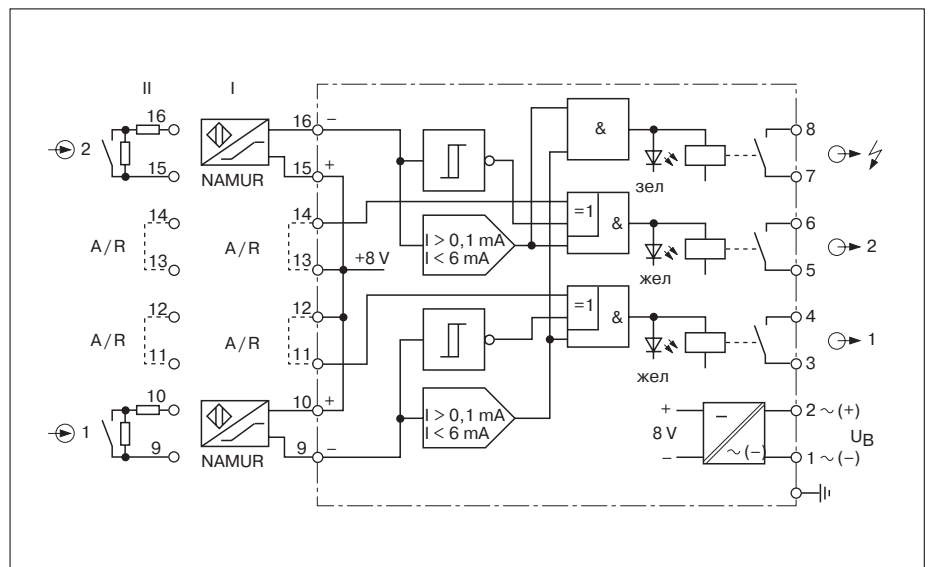 II
I
16
16
−
8
&
2
15
NAMUR
15
+
зел
7
14
14
=1
6
A/R
A/R
I > 0,1 mA
&
2
13
13
+8 V
I < 6 mA
жел
5
12
12
=1
4
A/R
A/R
&
1
11
11
жел
3
10
10
+
I > 0,1 mA
+
−
2 ~ (+)
1
I < 6 mA
8 V
UB
9
NAMUR
9
−
−
~ (−)
1 ~ (−)